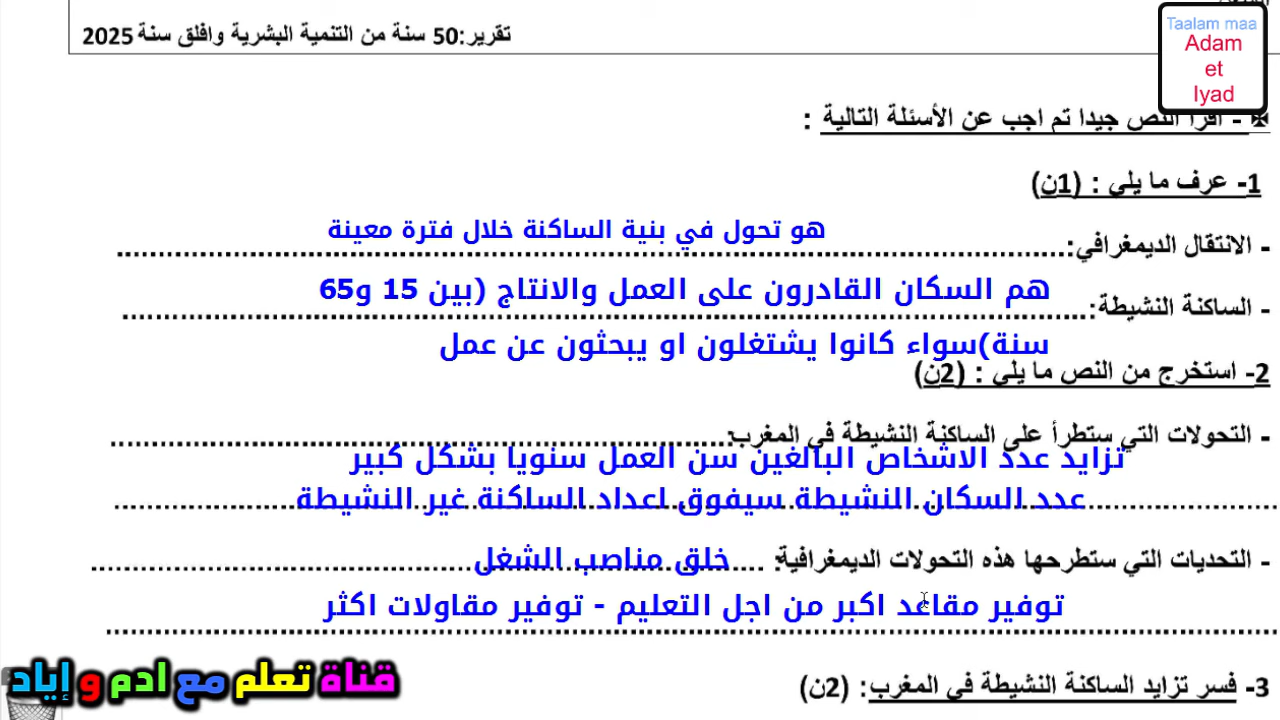 تقرير:50 سنة من التنمية البشرية وافلق سنة 2025
Taalam maa
Adam
et
Iyad
✠ - اقرأ النص جيدا تم اجب عن الأسئلة التالية :
1- عرف ما يلي : (1ن)
هو تحول في بنية الساكنة خلال فترة معينة
- الانتقال الديمغرافي:
هم السكان القادرون على العمل والانتاج (بين 15 و65
- الساكنة النشيطة:
سنة)سواء كانوا يشتغلون او يبحثون عن عمل
2- استخرج من النص ما يلي : (2ن)
- التحولات التي ستطرأ على الساكنة النشيطة في المغرب:
تزايد عدد الاشخاص البالغين سن العمل سنويا بشكل كبير
عدد السكان النشيطة سيفوق اعداد الساكنة غير النشيطة
- التحديات التي ستطرحها هذه التحولات الديمغرافية: خلق مناصب الشغل
توفير مقاعد اكبر من اجل التعليم - توفير مقاولات اكثر
قناة تعلم مع ادم و إياد
3- فسر تزايد الساكنة النشيطة في المغرب: (2ن)